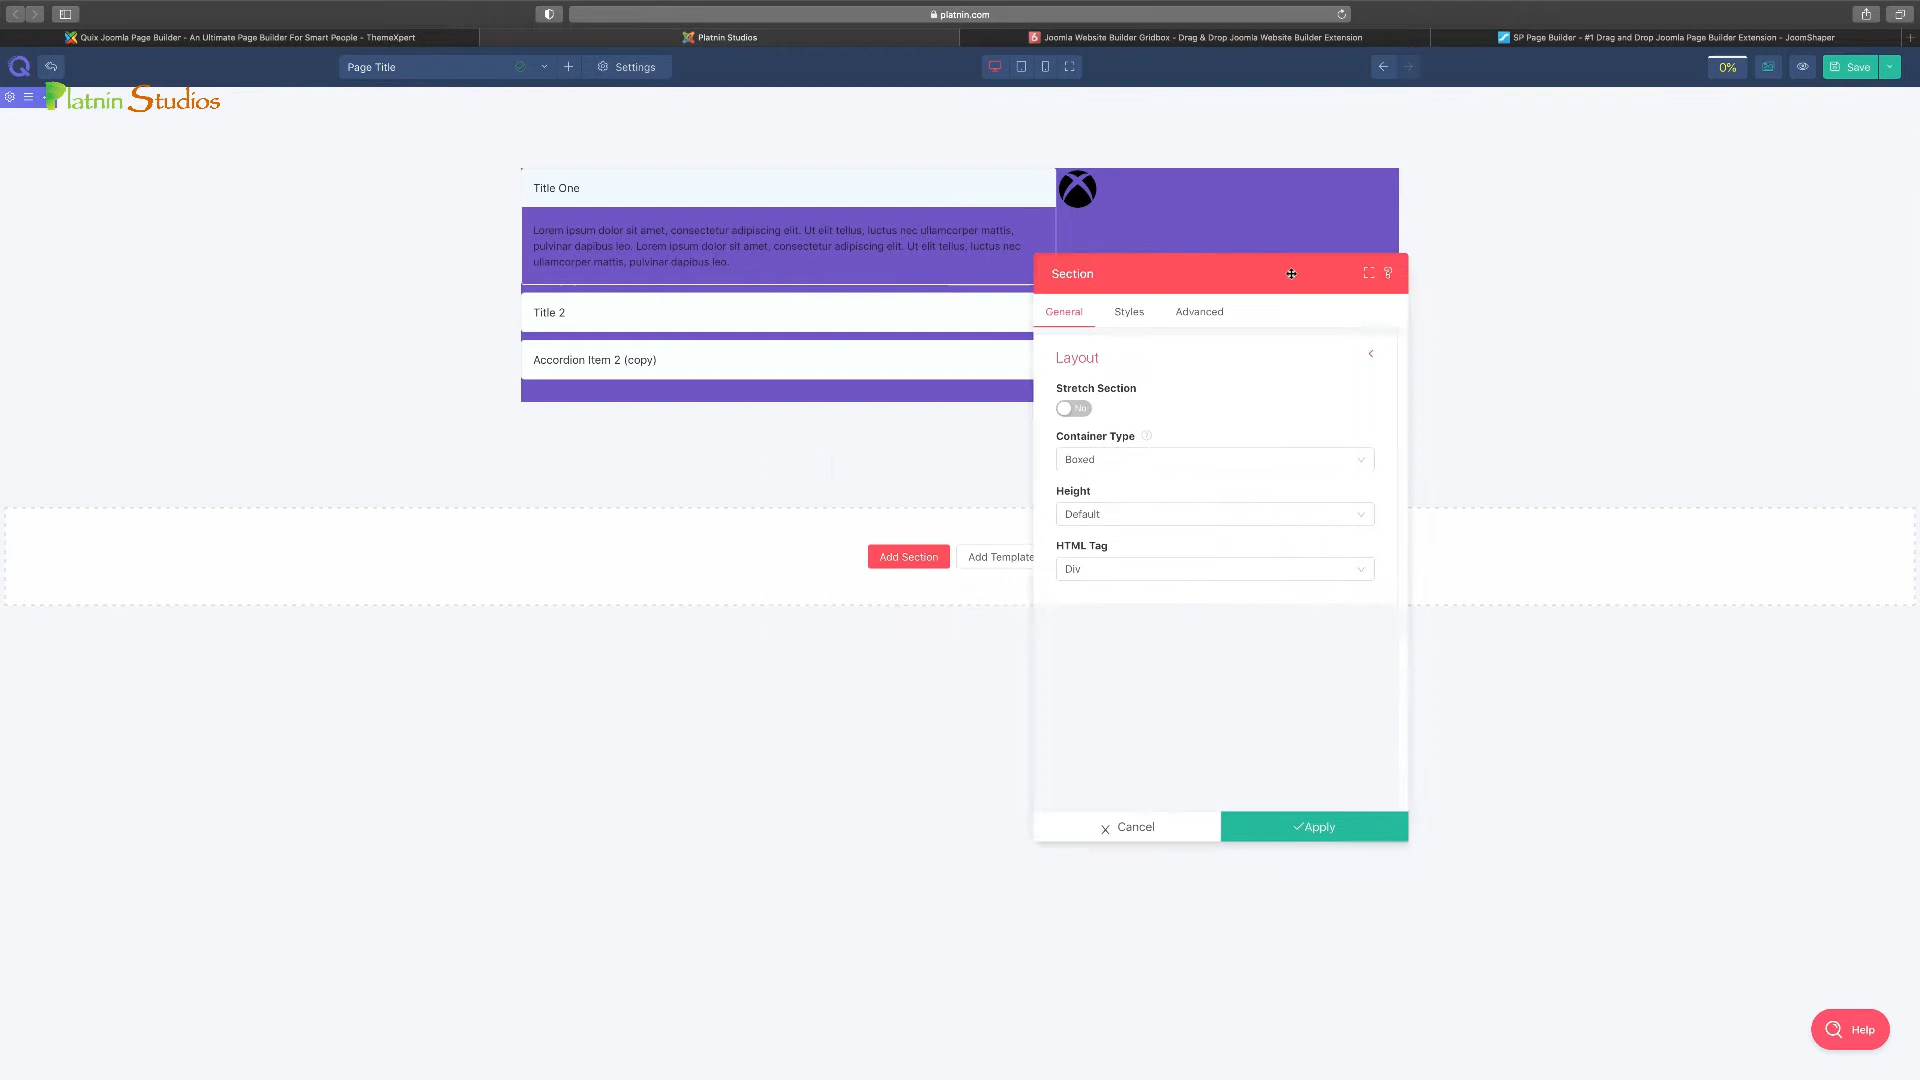 platnin.com
Quix Joomla Page Builder - An Ultimate Page Builder For Smart People - ThemeXpert
Platnin Studios
Joomla Website Builder Gridbox - Drag & Drop Joomla Website Builder Extension
SP Page Builder - #1 Drag and Drop Joomla Page Builder Extension - JoomShaper
Page Title
Settings
0%
Save
Platnin Studios
Title One
Lorem ipsum dolor sit amet, consectetur adipiscing elit. Ut elit tellus, luctus nec ullamcorper mattis,
pulvinar dapibus leo. Lorem ipsum dolor sit amet, consectetur adipiscing elit. Ut elit tellus, luctus nec
ullamcorper mattis, pulvinar dapibus leo.
Title 2
Accordion Item 2 (copy)
Add Section
Add Template
Section
General
Styles
Advanced
Layout
Stretch Section
No
Container Type
Boxed
Height
Default
HTML Tag
Div
Cancel
Apply
Help